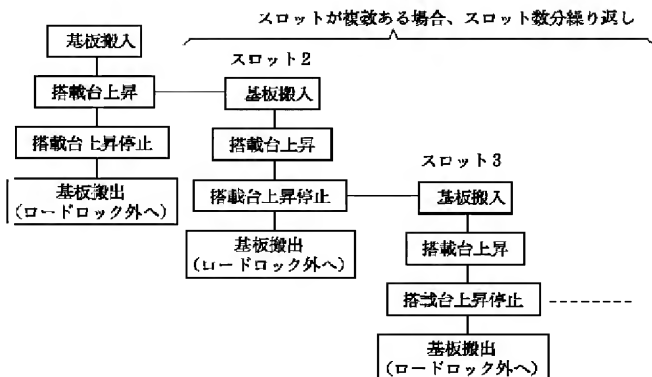 スロットが複数ある場合、スロット数分繰り返し
基板搬入
搭載台上昇
搭載台上昇停止
基板搬出
(ロードロック外へ)
スロット2
基板搬入
搭載台上昇
搭載台上昇停止
基板搬出
(ロードロック外へ)
スロット3
基板搬入
搭載台上昇
搭載台上昇停止
基板搬出
(ロードロック外へ)